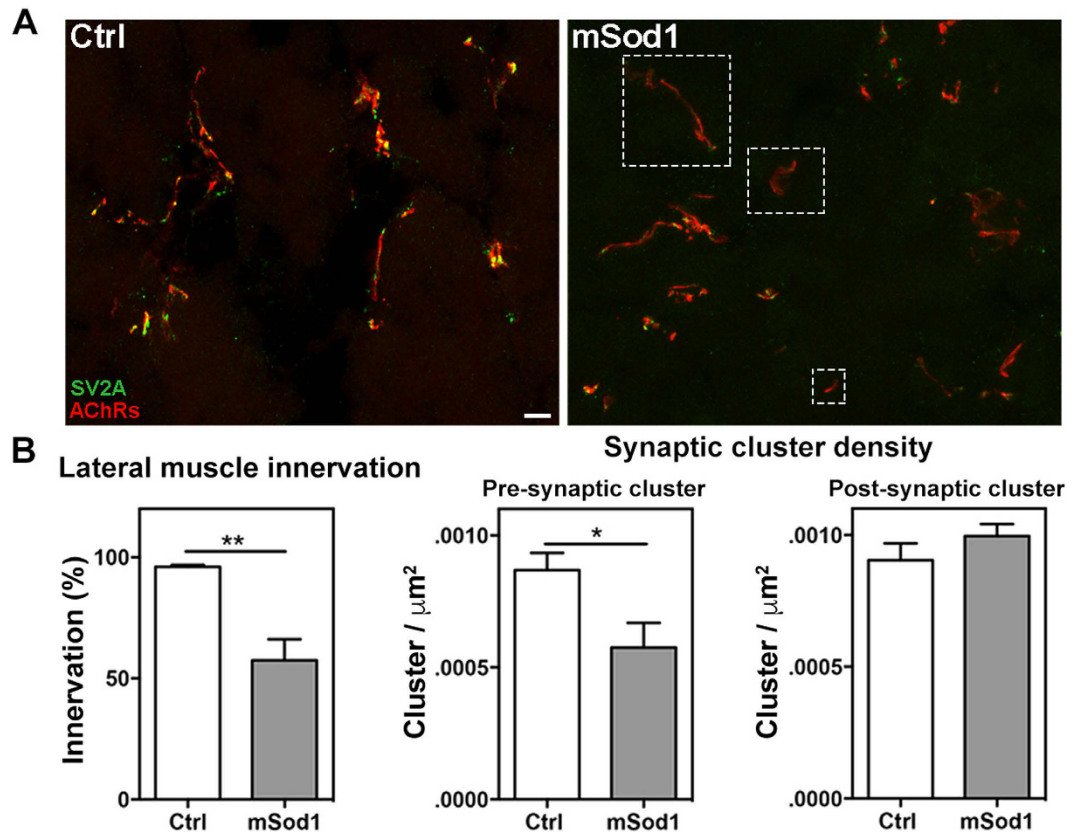 A
Ctrl
mSod1
SV2A
AChRs
B
Lateral muscle innervation
Synaptic cluster density
Pre-synaptic cluster
Post-synaptic cluster
Innervation (%)
100
50
0
**
Ctrl
mSod1
Cluster / μm²
.0010
.0005
.0000
*
Ctrl
mSod1
Cluster / μm²
.0010
.0005
.0000
Ctrl
mSod1